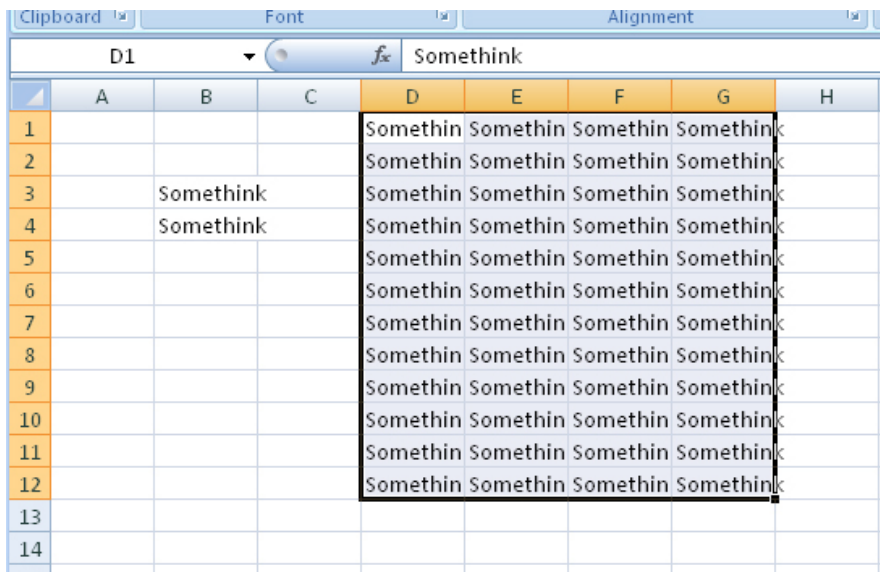 Clipboard Font Alignment
D1 fx Somethink
A B C D E F G H
1 Somethin Somethin Somethin Somethink
2 Somethin Somethin Somethin Somethink
3 Somethink Somethin Somethin Somethin Somethink
4 Somethink Somethin Somethin Somethin Somethink
5 Somethin Somethin Somethin Somethink
6 Somethin Somethin Somethin Somethink
7 Somethin Somethin Somethin Somethink
8 Somethin Somethin Somethin Somethink
9 Somethin Somethin Somethin Somethink
10 Somethin Somethin Somethin Somethink
11 Somethin Somethin Somethin Somethink
12 Somethin Somethin Somethin Somethink
13
14